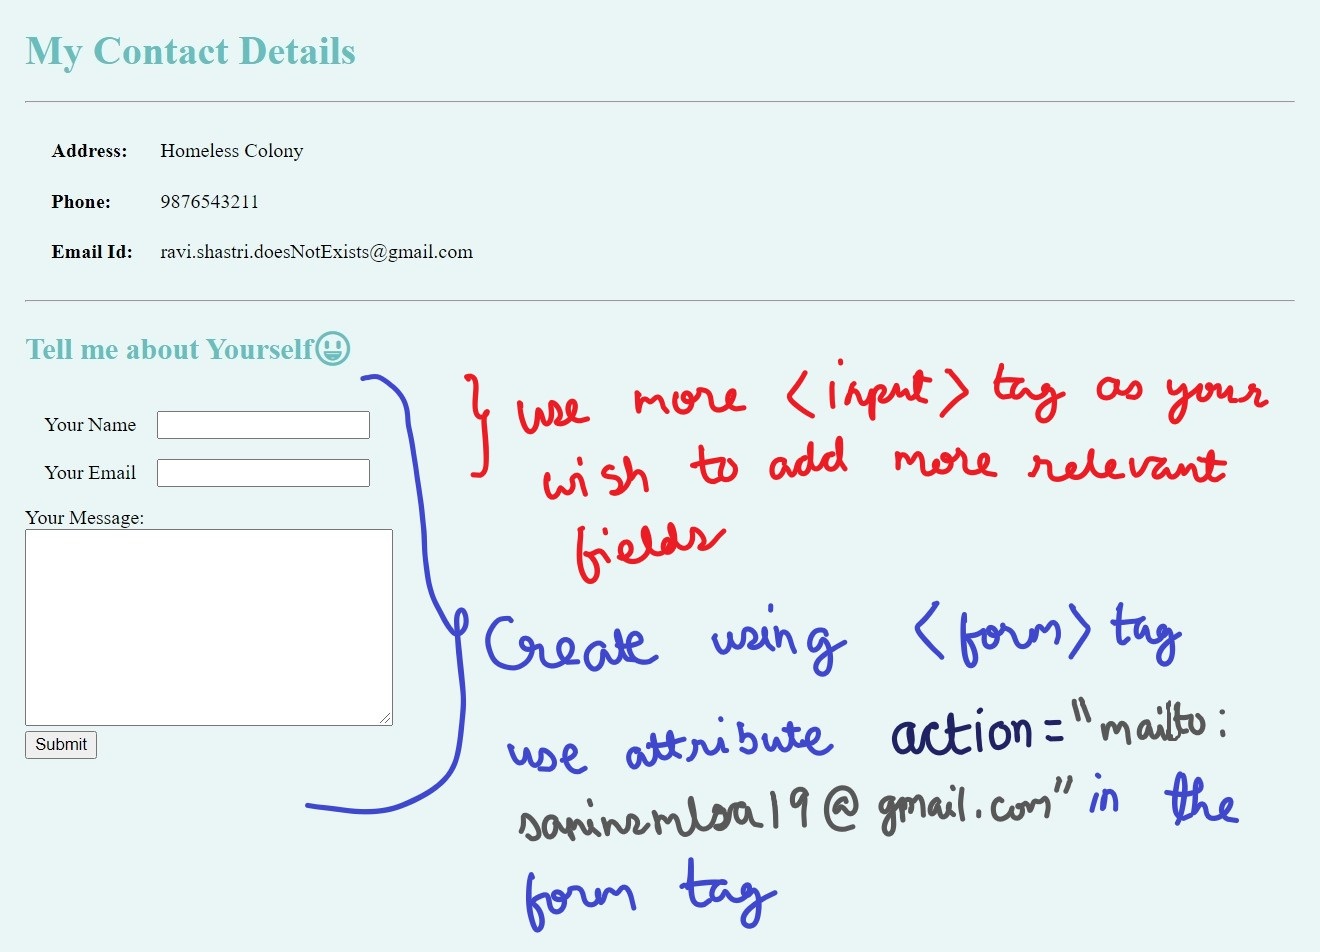 My Contact Details
Address: Homeless Colony
Phone: 9876543211
Email Id: ravi.shastri.doesNotExists@gmail.com
Tell me about Yourself😃
Your Name
Your Email
Your Message:
Submit
} use more <input> tag as your
wish to add more relevant
fields
Create using <form> tag
use attribute action="mailto:
@gmail.com" in the
form tag